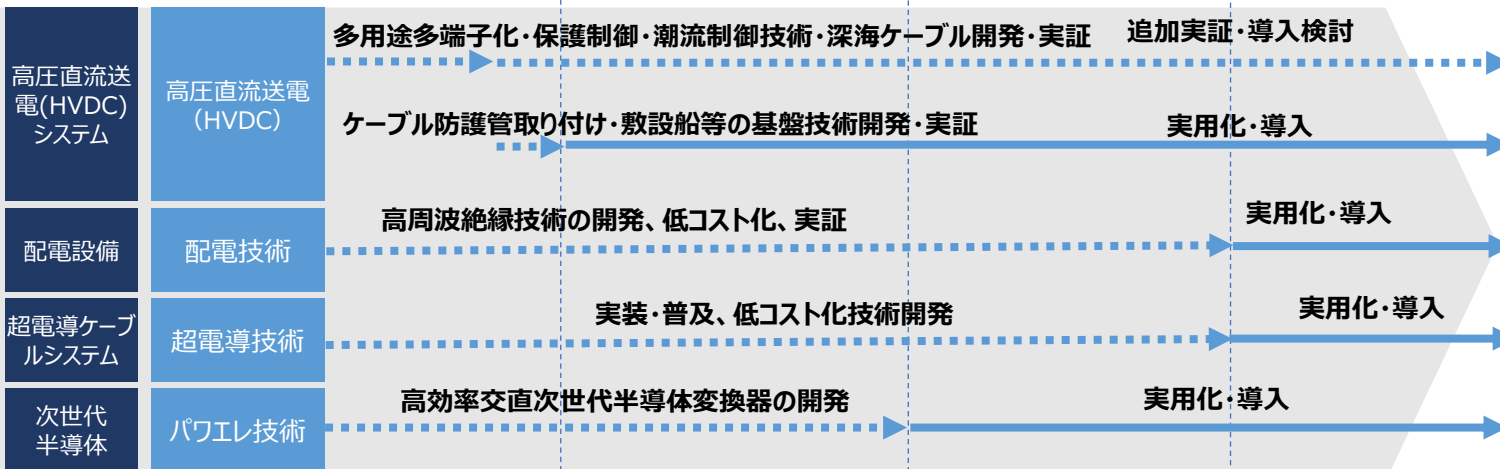 高圧直流送
電(HVDC)
システム
高圧直流送電
(HVDC)
多用途多端子化・保護制御・潮流制御技術・深海ケーブル開発・実証
追加実証・導入検討
ケーブル防護管取り付け・敷設船等の基盤技術開発・実証
実用化・導入
配電設備
配電技術
高周波絶縁技術の開発、低コスト化、実証
実用化・導入
超電導ケーブ
ルシステム
超電導技術
実装・普及、低コスト化技術開発
実用化・導入
次世代
半導体
パワエレ技術
高効率交直次世代半導体変換器の開発
実用化・導入